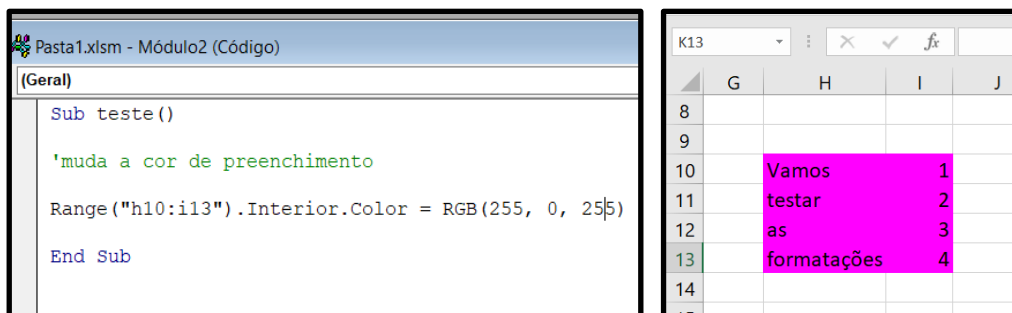 Pasta1.xlsm - Módulo2 (Código)
(Geral)
Sub teste()
'muda a cor de preenchimento
Range("h10:i13").Interior.Color = RGB(255, 0, 255)
End Sub
K13 fx
G H I J
8
9
10 Vamos 1
11 testar 2
12 as 3
13 formatações 4
14